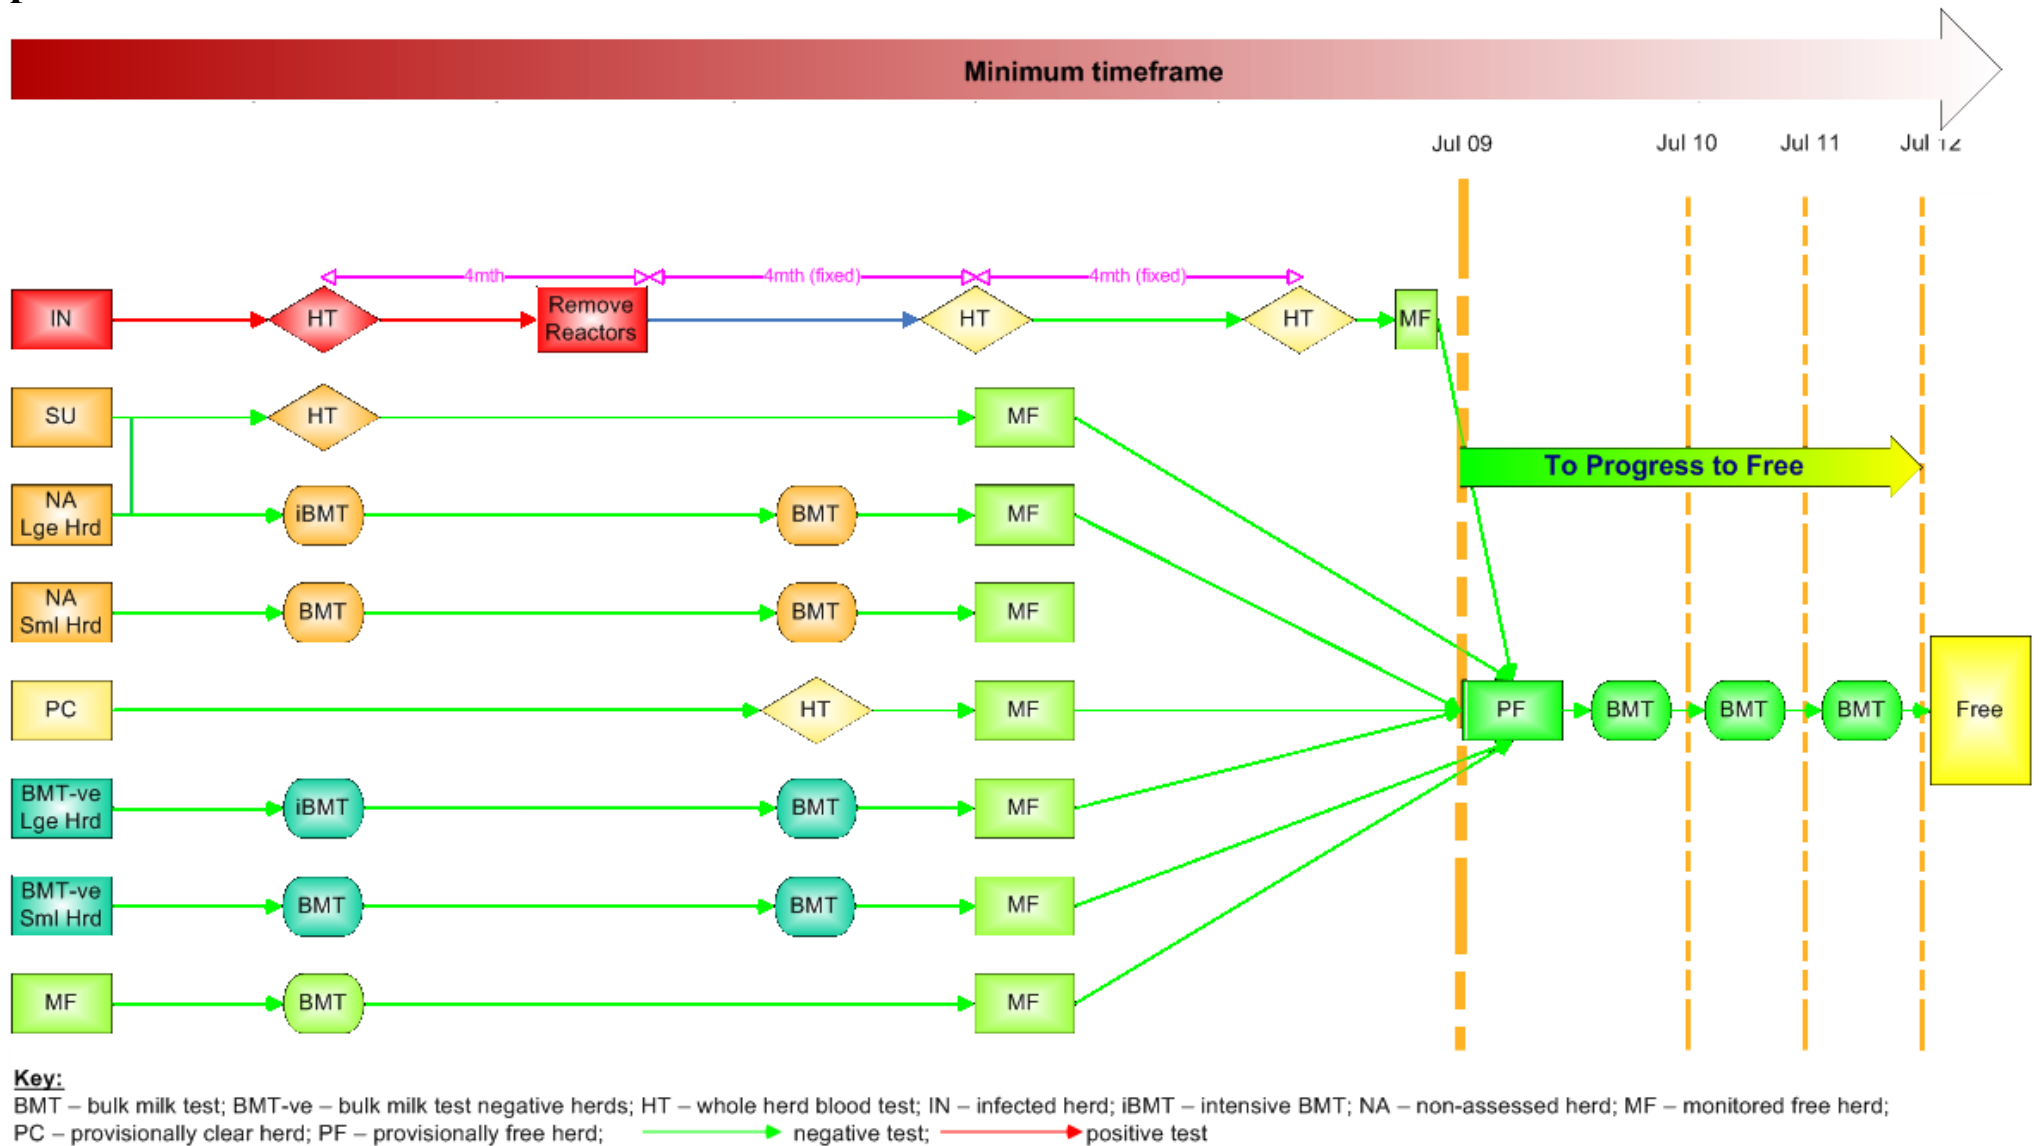 Minimum timeframe
Jul 09 Jul 10 Jul 11 Jul 12
4mth 4mth (fixed) 4mth (fixed)
IN HT Remove Reactors HT HT MF
SU HT MF
To Progress to Free
NA Lge Hrd iBMT BMT MF
NA Sml Hrd BMT BMT MF
PC HT MF PF BMT BMT BMT Free
BMT-ve Lge Hrd iBMT BMT MF
BMT-ve Sml Hrd BMT BMT MF
MF BMT MF
Key:
BMT – bulk milk test; BMT-ve – bulk milk test negative herds; HT – whole herd blood test; IN – infected herd; iBMT – intensive BMT; NA – non-assessed herd; MF – monitored free herd;
PC – provisionally clear herd; PF – provisionally free herd; negative test; positive test